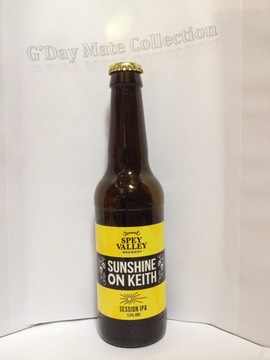 G'Day Mate Collection
SPEY
VALLEY
BREWERY
SUNSHINE
ON KEITH
SESSION IPA